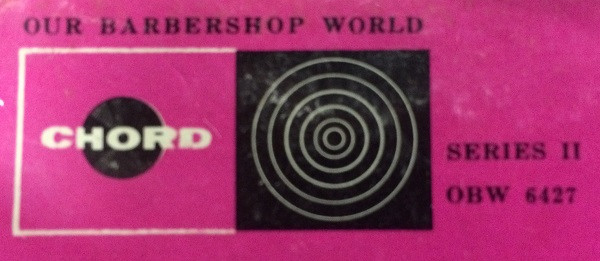 OUR BARBERSHOP WORLD
CHORD
SERIES II
OBW 6427